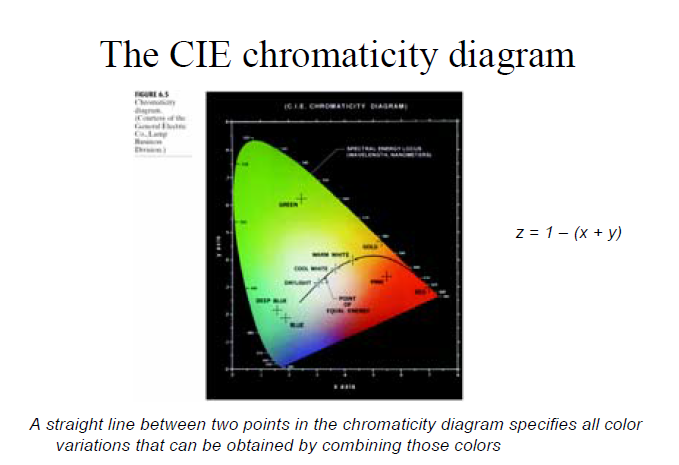 The CIE chromaticity diagram
FIGURE 6.5
Chromaticity
diagram.
(Courtesy of the
General Electric
Co., Lamp
Business
Division.)
(C.I.E. CHROMATICITY DIAGRAM)
SPECTRAL ENERGY LOCUS
(WAVELENGTH, NANOMETERS)
GREEN
z = 1 – (x + y)
GOLD
WARM WHITE
COOL WHITE
DAYLIGHT
PINK
RED
DEEP BLUE
POINT
OF
EQUAL ENERGY
BLUE
A straight line between two points in the chromaticity diagram specifies all color
variations that can be obtained by combining those colors